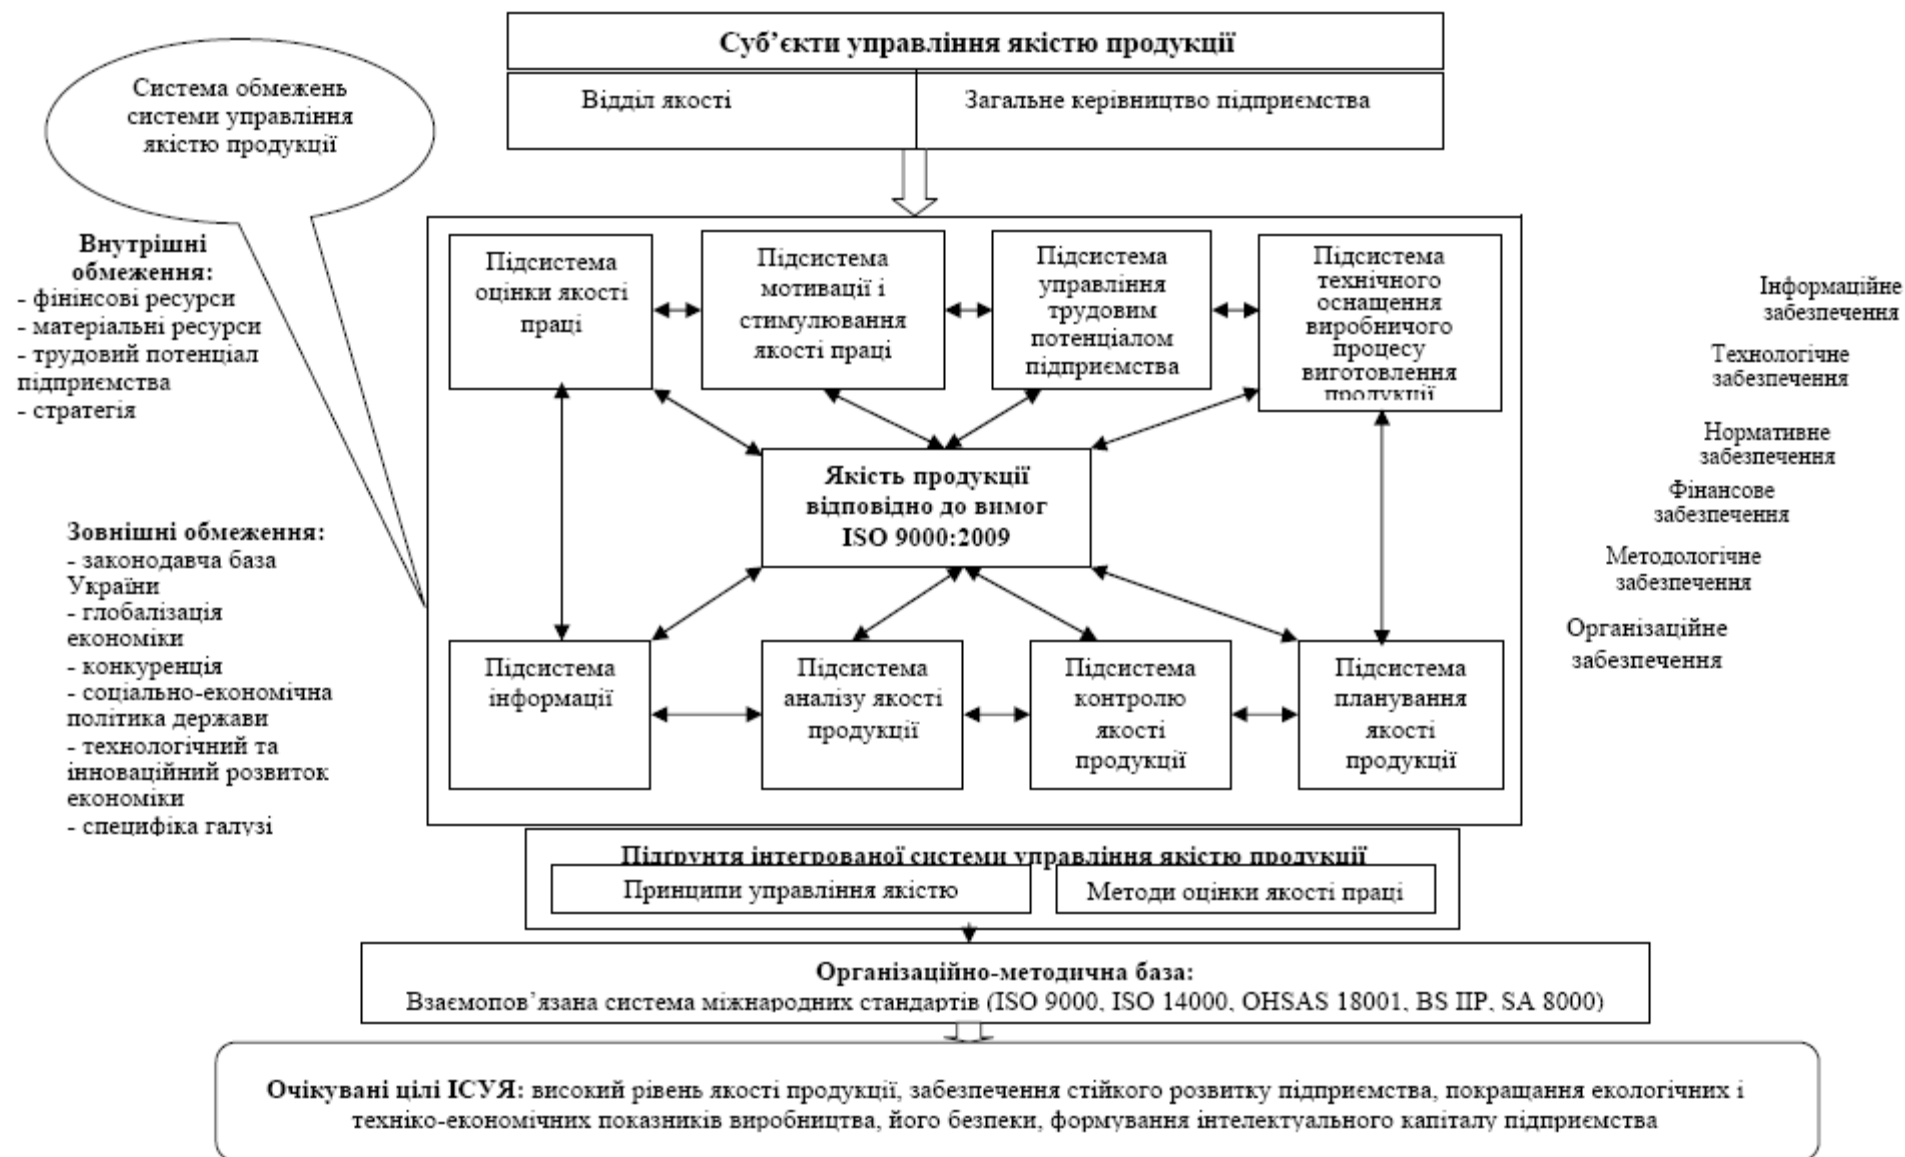 Суб’єкти управління якістю продукції
Відділ якості
Загальне керівництво підприємства
Система обмежень
системи управління
якістю продукції
Внутрішні
обмеження:
- фінінсові ресурси
- матеріальні ресурси
- трудовий потенціал
підприємства
- стратегія
Зовнішні обмеження:
- законодавча база
України
- глобалізація
економіки
- конкуренція
- соціально-економічна
політика держави
- технологічний та
інноваційний розвиток
економіки
- специфіка галузі
Підсистема
оцінки якості
праці
Підсистема
мотивації і
стимулювання
якості праці
Підсистема
управління
трудовим
потенціалом
підприємства
Підсистема
технічного
оснащення
виробничого
процесу
виготовлення
продукції
Якість продукції
відповідно до вимог
ISO 9000:2009
Підсистема
інформації
Підсистема
аналізу якості
продукції
Підсистема
контролю
якості
продукції
Підсистема
планування
якості
продукції
Інформаційне
забезпечення
Технологічне
забезпечення
Нормативне
забезпечення
Фінансове
забезпечення
Методологічне
забезпечення
Організаційне
забезпечення
Підґрунтя інтегрованої системи управління якістю продукції
Принципи управління якістю
Методи оцінки якості праці
Організаційно-методична база:
Взаємопов’язана система міжнародних стандартів (ISO 9000, ISO 14000, OHSAS 18001, BS IIP, SA 8000)
Очікувані цілі ІСУЯ: високий рівень якості продукції, забезпечення стійкого розвитку підприємства, покращання екологічних і
техніко-економічних показників виробництва, його безпеки, формування інтелектуального капіталу підприємства